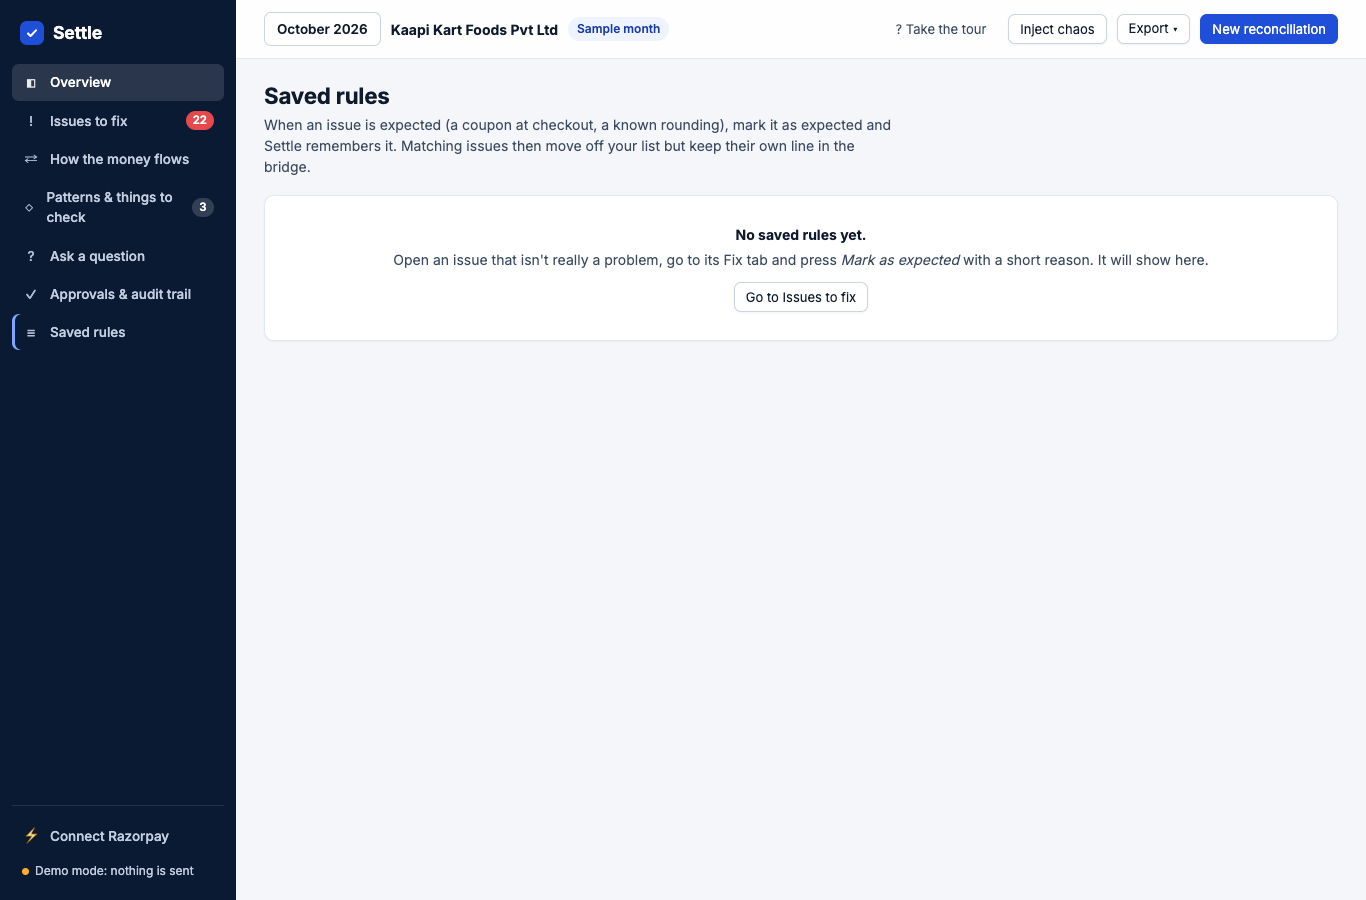 Settle
Overview
! Issues to fix 22
⇄ How the money flows
◇ Patterns & things to
check 3
? Ask a question
✓ Approvals & audit trail
≡ Saved rules
⚡ Connect Razorpay
Demo mode: nothing is sent
October 2026 Kaapi Kart Foods Pvt Ltd Sample month ? Take the tour Inject chaos Export ▾ New reconciliation
Saved rules
When an issue is expected (a coupon at checkout, a known rounding), mark it as expected and
Settle remembers it. Matching issues then move off your list but keep their own line in the
bridge.
No saved rules yet.
Open an issue that isn't really a problem, go to its Fix tab and press Mark as expected with a short reason. It will show here.
Go to Issues to fix